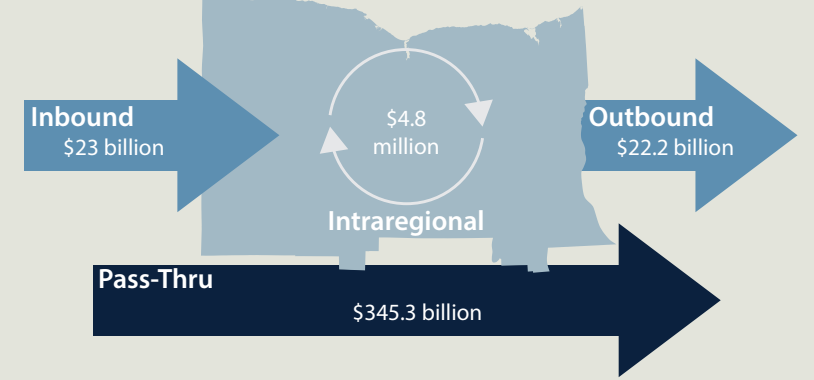 Inbound
$23 billion
$4.8
million
Intraregional
Outbound
$22.2 billion
Pass-Thru
$345.3 billion